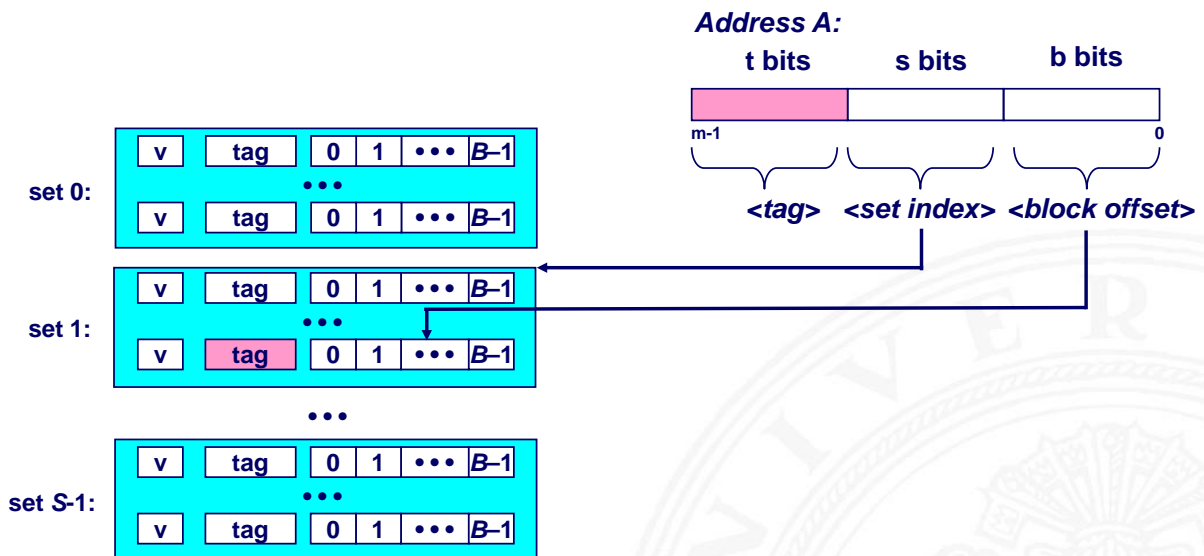 Address A:
t bits s bits b bits
m-1 0
<tag> <set index> <block offset>
v tag 0 1 ••• B–1
set 0: •••
v tag 0 1 ••• B–1
v tag 0 1 ••• B–1
set 1: •••
v tag 0 1 ••• B–1
•••
v tag 0 1 ••• B–1
set S-1: •••
v tag 0 1 ••• B–1
V E R
N I